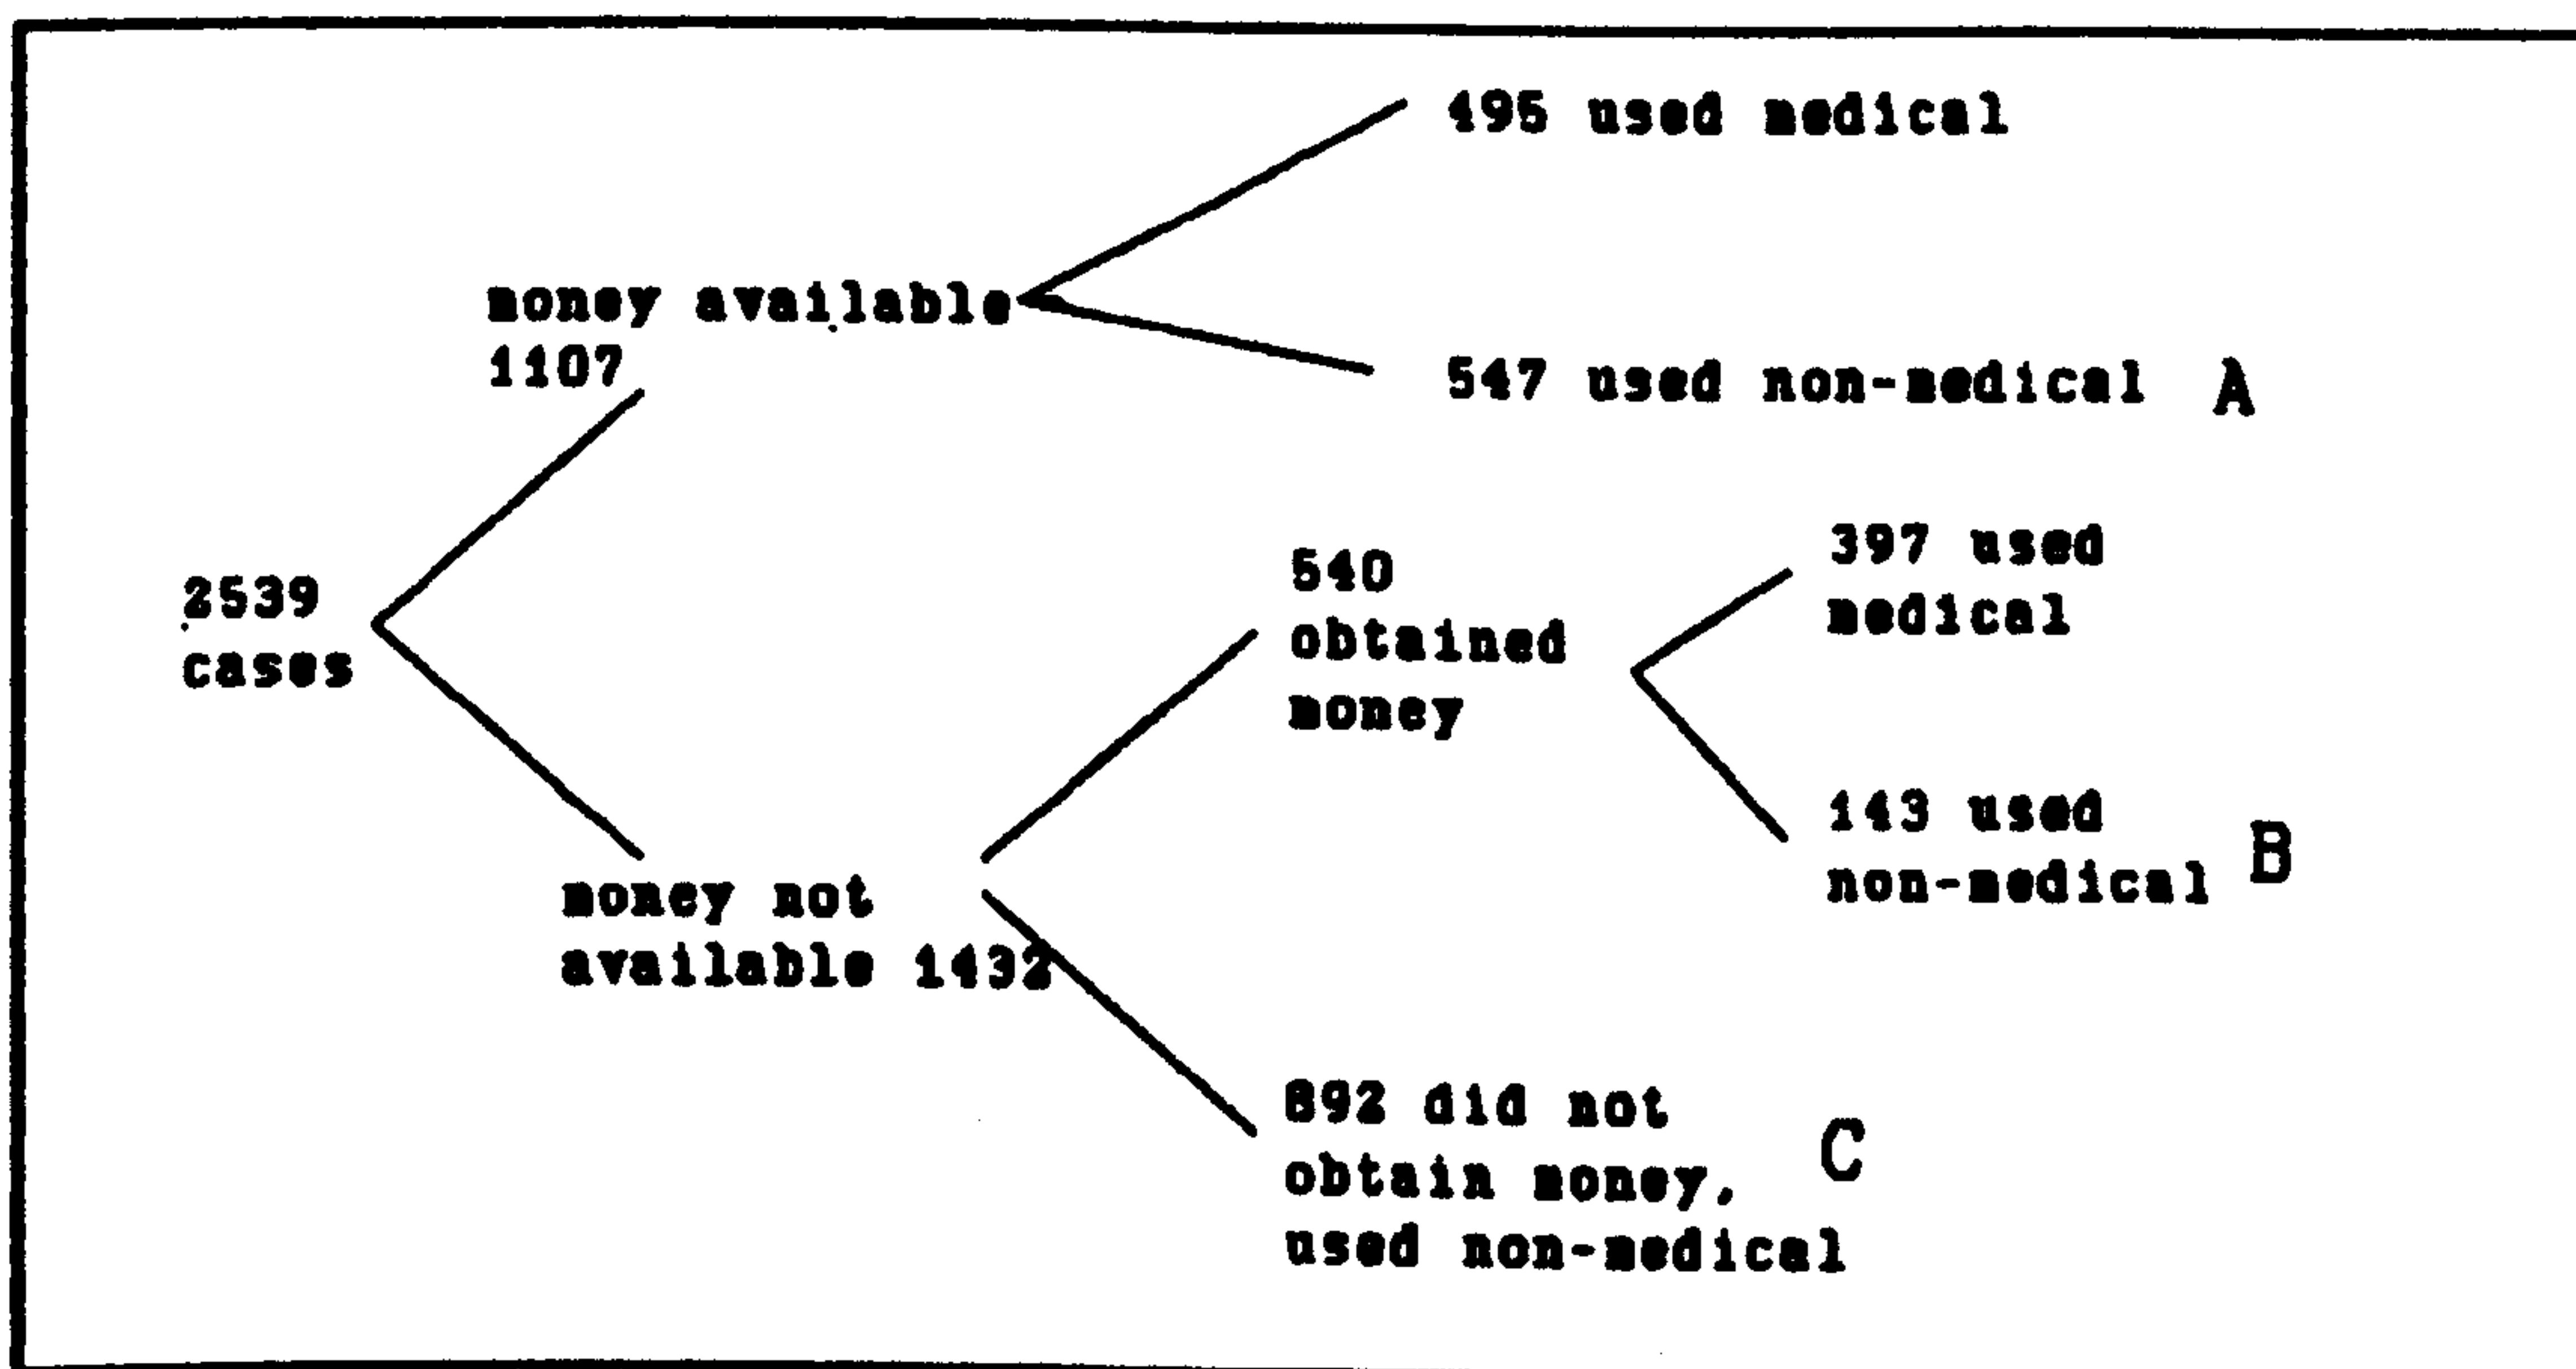 495 used medical
money available
1107
547 used non-medical A
2539
cases
540
obtained
money
397 used
medical
143 used
non-medical B
money not
available 1432
892 did not
obtain money,
used non-medical C